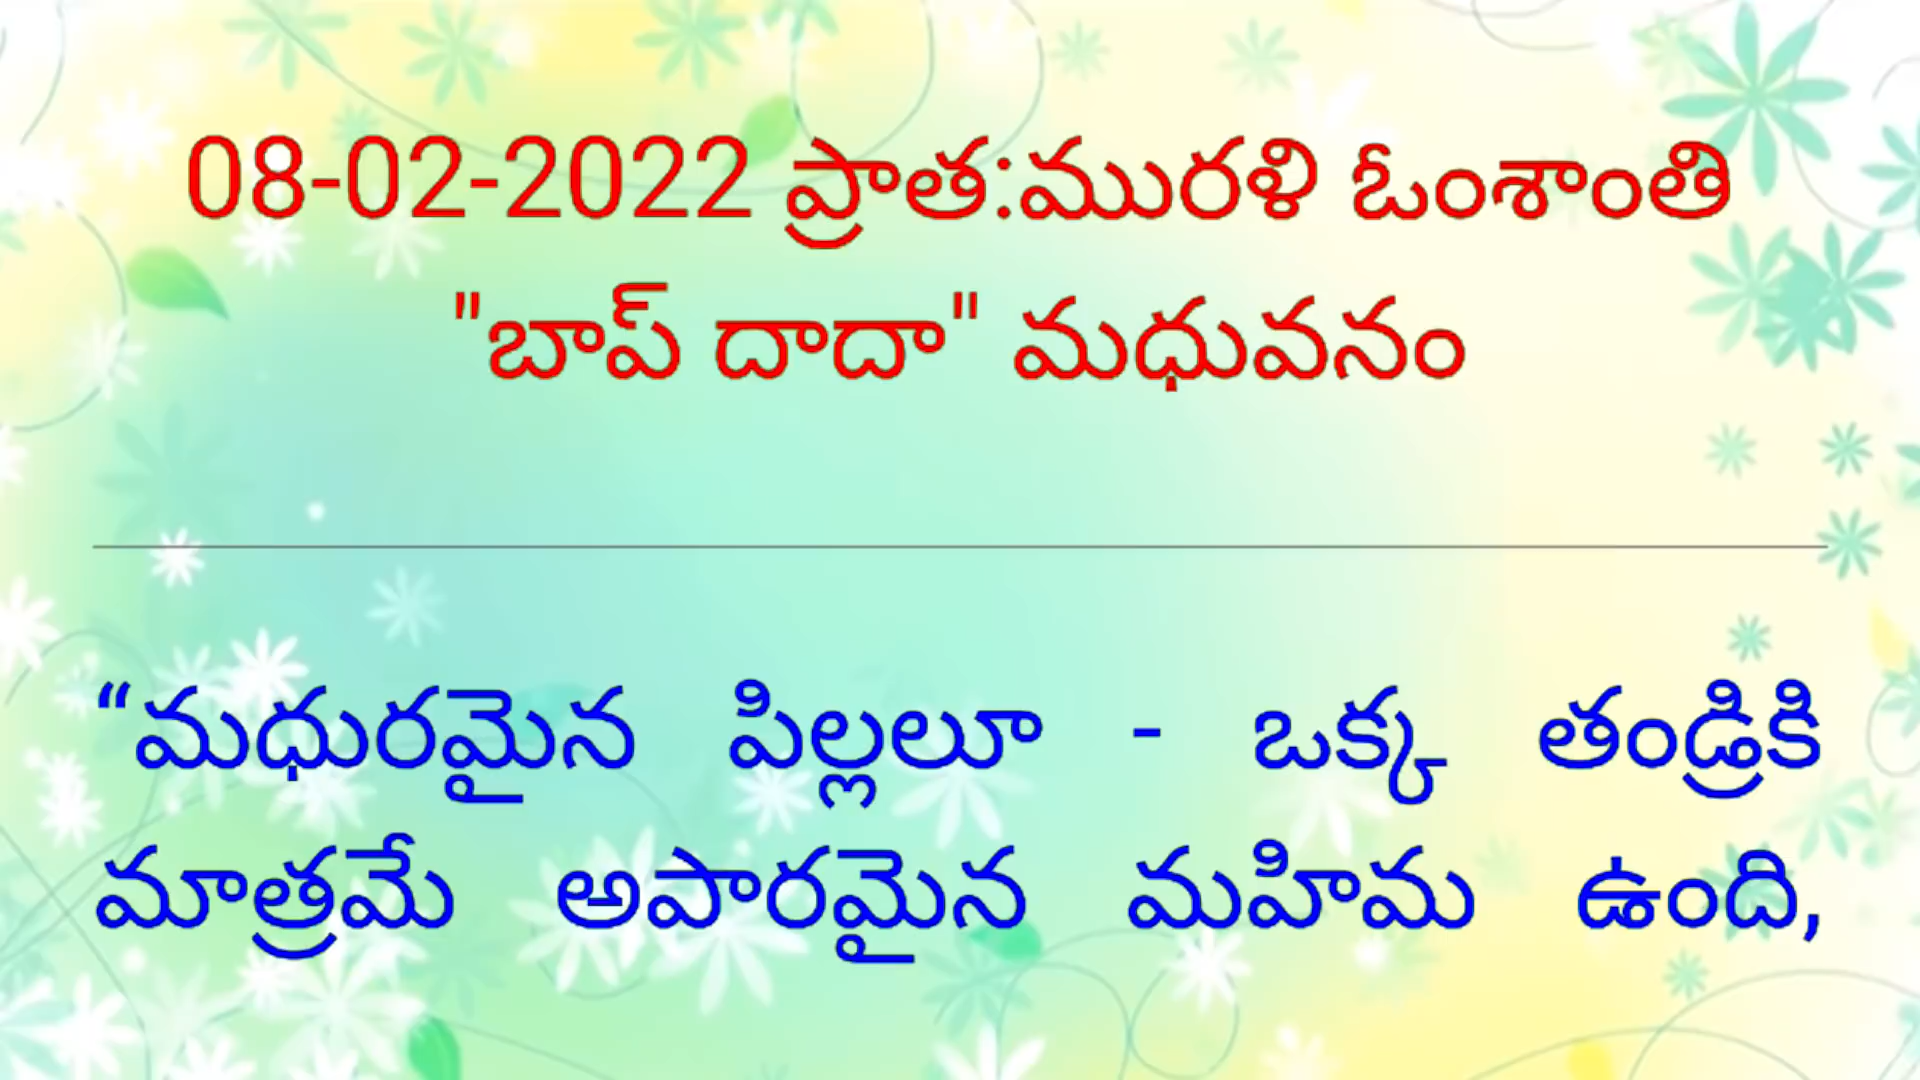 08-02-2022 ప్రాత:మురళి ఓంశాంతి
"బాప్ దాదా" మధువనం
“మధురమైన పిల్లలూ - ఒక్క తండ్రికి
మాత్రమే అపారమైన మహిమ ఉంది,